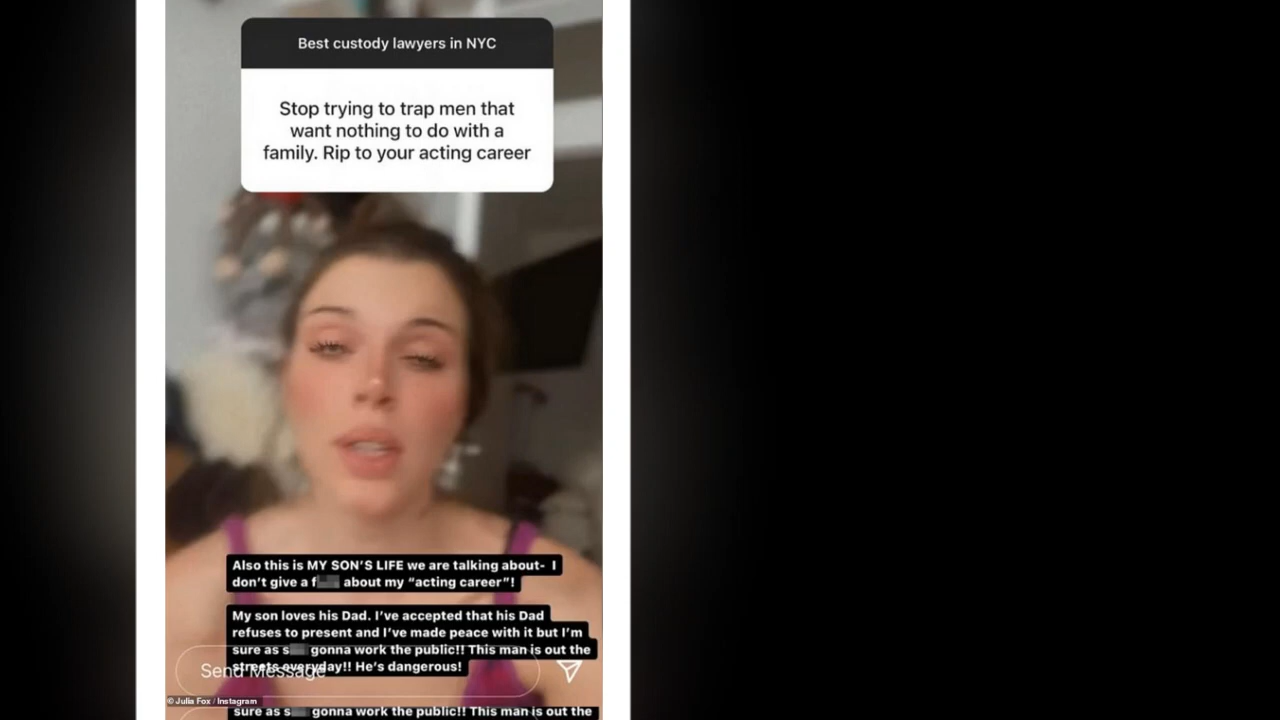 Best custody lawyers in NYC
Stop trying to trap men that
want nothing to do with a
family. Rip to your acting career
Also this is MY SON'S LIFE we are talking about- I
don't give a f about my “acting career”!
My son loves his Dad. I've accepted that his Dad
refuses to present and I've made peace with it but I'm
sure as s gonna work the public!! This man is out the
streets everyday!! He's dangerous!
Send Message
© Julia Fox / Instagram
sure as s gonna work the public!! This man is out the